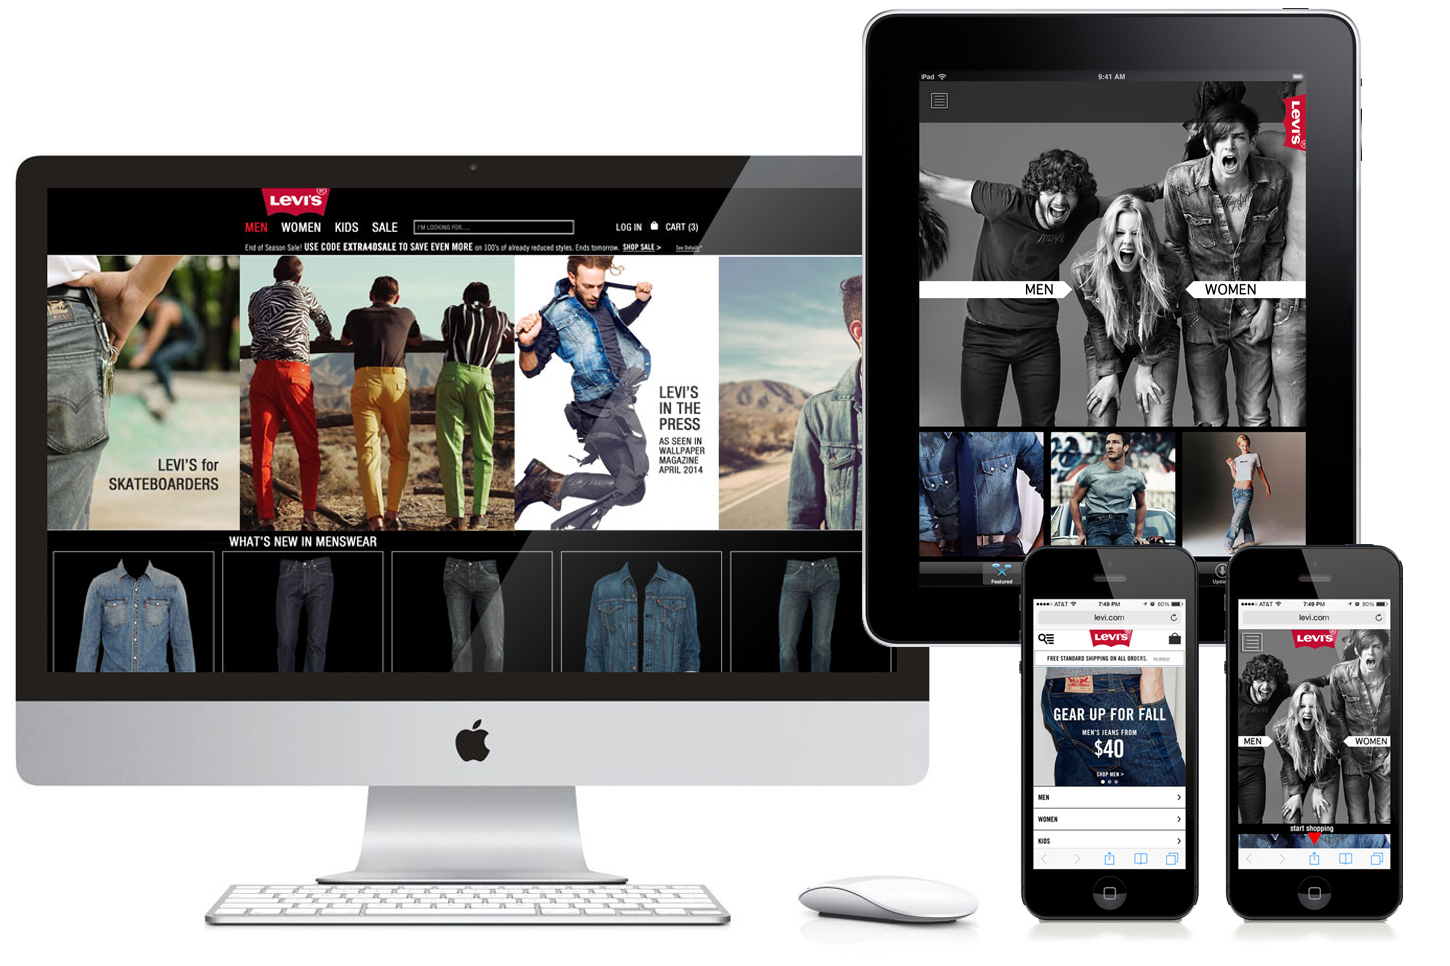 LEVI'S
MEN WOMEN KIDS SALE
I'M LOOKING FOR.....
LOG IN CART (3)
End of Season Sale! USE CODE EXTRA40SALE TO SAVE EVEN MORE on 100's of already reduced styles. Ends tomorrow. SHOP SALE > See Details*
LEVI'S for
SKATEBOARDERS
LEVI'S
IN THE
PRESS
AS SEEN IN
WALLPAPER
MAGAZINE
APRIL 2014
WHAT'S NEW IN MENSWEAR
iPad 9:41 AM
LEVI'S
MEN WOMEN
Featured
AT&T 7:49 PM 80%
levi.com
LEVI'S
FREE STANDARD SHIPPING ON ALL ORDERS.
GEAR UP FOR FALL
MEN'S JEANS FROM
$40
SHOP MEN >
MEN
WOMEN
KIDS
AT&T 7:49 PM 80%
levi.com
LEVI'S
MEN WOMEN
start shopping